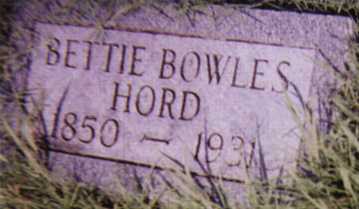 BETTIE BOWLES
HORD
1850 — 1931